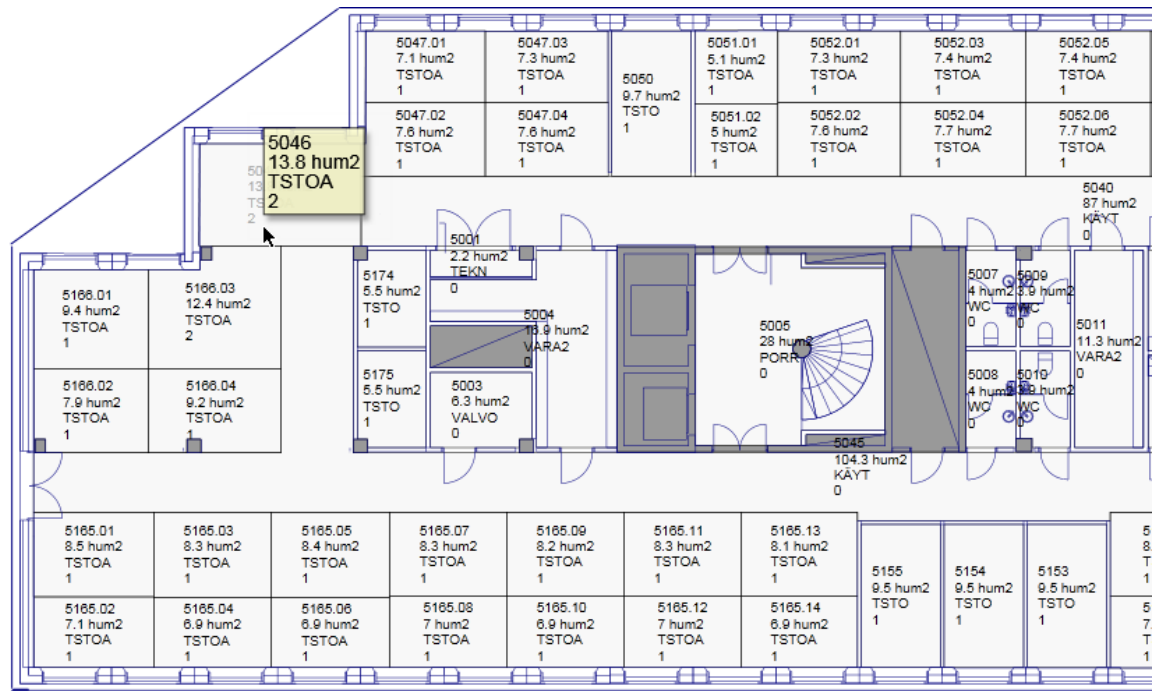 5047.01
7.1 hum2
TSTOA
1
5047.03
7.3 hum2
TSTOA
1
5050
9.7 hum2
TSTO
1
5051.01
5.1 hum2
TSTOA
1
5052.01
7.3 hum2
TSTOA
1
5052.03
7.4 hum2
TSTOA
1
5052.05
7.4 hum2
TSTOA
1
5047.02
7.6 hum2
TSTOA
1
5047.04
7.6 hum2
TSTOA
1
5051.02
5 hum2
TSTOA
1
5052.02
7.6 hum2
TSTOA
1
5052.04
7.7 hum2
TSTOA
1
5052.06
7.7 hum2
TSTOA
1
5046
13.8 hum2
TSTOA
2
5040
87 hum2
KÄYT
0
5166.01
9.4 hum2
TSTOA
1
5166.03
12.4 hum2
TSTOA
2
5174
5.5 hum2
TSTO
1
5001
2.2 hum2
TEKN
0
5004
16.9 hum2
VARA2
0
5005
28 hum2
PORR
0
5007
4 hum2
WC
0
5009
3.9 hum2
WC
0
5011
11.3 hum2
VARA2
0
5166.02
7.9 hum2
TSTOA
1
5166.04
9.2 hum2
TSTOA
1
5175
5.5 hum2
TSTO
1
5003
6.3 hum2
VALVO
0
5008
4 hum2
WC
0
5010
3.9 hum2
WC
0
5045
104.3 hum2
KÄYT
0
5165.01
8.5 hum2
TSTOA
1
5165.03
8.3 hum2
TSTOA
1
5165.05
8.4 hum2
TSTOA
1
5165.07
8.3 hum2
TSTOA
1
5165.09
8.2 hum2
TSTOA
1
5165.11
8.3 hum2
TSTOA
1
5165.13
8.1 hum2
TSTOA
1
5155
9.5 hum2
TSTO
1
5154
9.5 hum2
TSTO
1
5153
9.5 hum2
TSTO
1
5165.02
7.1 hum2
TSTOA
1
5165.04
6.9 hum2
TSTOA
1
5165.06
6.9 hum2
TSTOA
1
5165.08
7 hum2
TSTOA
1
5165.10
6.9 hum2
TSTOA
1
5165.12
7 hum2
TSTOA
1
5165.14
6.9 hum2
TSTOA
1